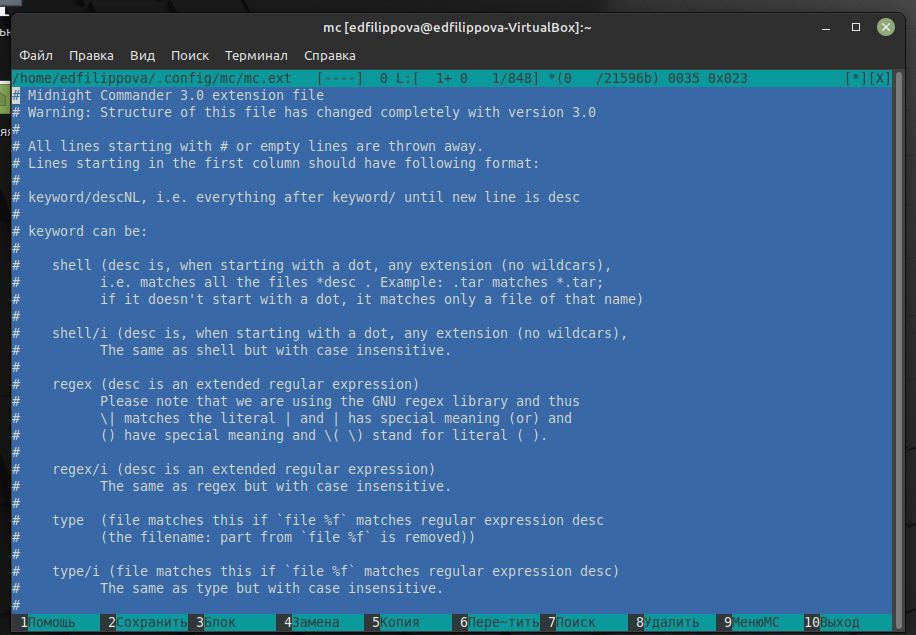 mc [edfilippova@edfilippova-VirtualBox]:~
Файл Правка Вид Поиск Терминал Справка
/home/edfilippova/.config/mc/mc.ext   [----]  0 L:[  1+ 0   1/848] *(0   /21596b) 0035 0x023            [*][X]
# Midnight Commander 3.0 extension file
# Warning: Structure of this file has changed completely with version 3.0
#
# All lines starting with # or empty lines are thrown away.
# Lines starting in the first column should have following format:
#
# keyword/descNL, i.e. everything after keyword/ until new line is desc
#
# keyword can be:
#
#    shell (desc is, when starting with a dot, any extension (no wildcars),
#          i.e. matches all the files *desc . Example: .tar matches *.tar;
#          if it doesn't start with a dot, it matches only a file of that name)
#
#    shell/i (desc is, when starting with a dot, any extension (no wildcars),
#          The same as shell but with case insensitive.
#
#    regex (desc is an extended regular expression)
#          Please note that we are using the GNU regex library and thus
#          \| matches the literal | and | has special meaning (or) and
#          () have special meaning and \( \) stand for literal ( ).
#
#    regex/i (desc is an extended regular expression)
#          The same as regex but with case insensitive.
#
#    type  (file matches this if `file %f` matches regular expression desc
#          (the filename: part from `file %f` is removed))
#
#    type/i (file matches this if `file %f` matches regular expression desc)
#          The same as type but with case insensitive.
#
1Помощь 2Сохранить 3Блок 4Замена 5Копия 6Пере~тить 7Поиск 8Удалить 9МенюMC 10Выход